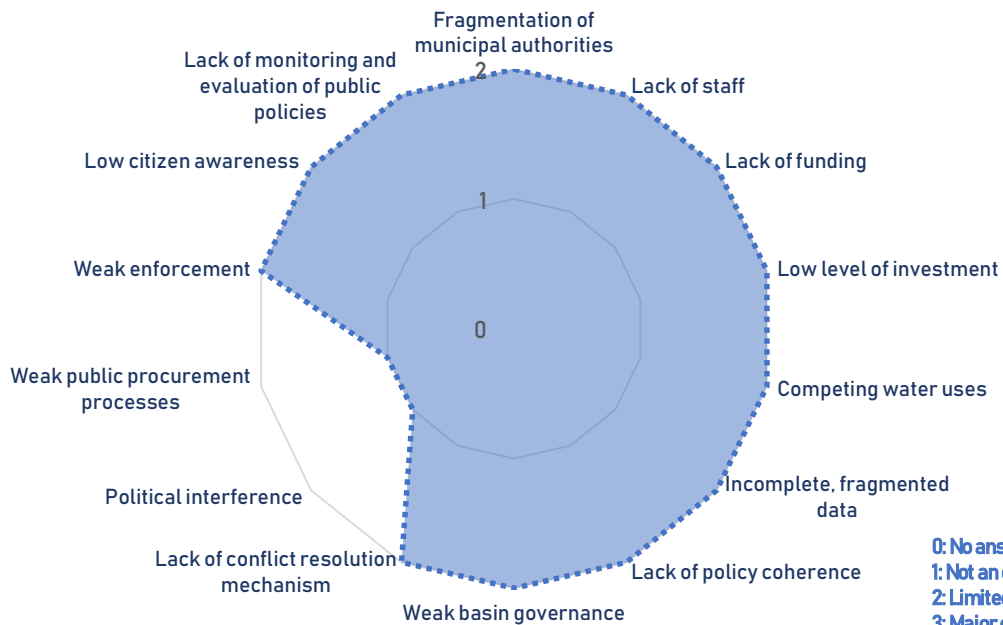 Fragmentation of
municipal authorities
Lack of monitoring and
evaluation of public
policies
2
Lack of staff
Low citizen awareness
Lack of funding
1
Weak enforcement
Low level of investment
0
Weak public procurement
processes
Competing water uses
Political interference
Incomplete, fragmented
data
Lack of conflict resolution
mechanism
Lack of policy coherence
Weak basin governance
0: No
1: Not an
2: Limited
3: Major